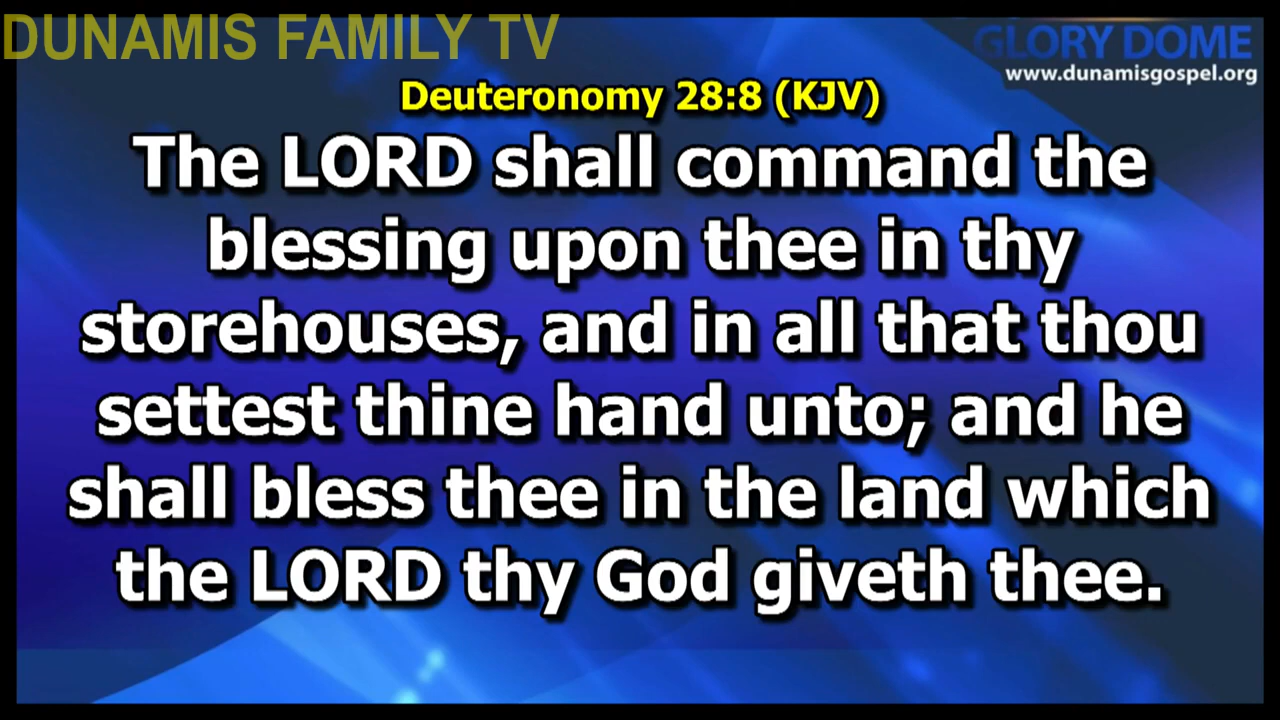 DUNAMIS FAMILY TV
GLORY DOME
www.dunamisgospel.org
Deuteronomy 28:8 (KJV)
The LORD shall command the
blessing upon thee in thy
storehouses, and in all that thou
settest thine hand unto; and he
shall bless thee in the land which
the LORD thy God giveth thee.